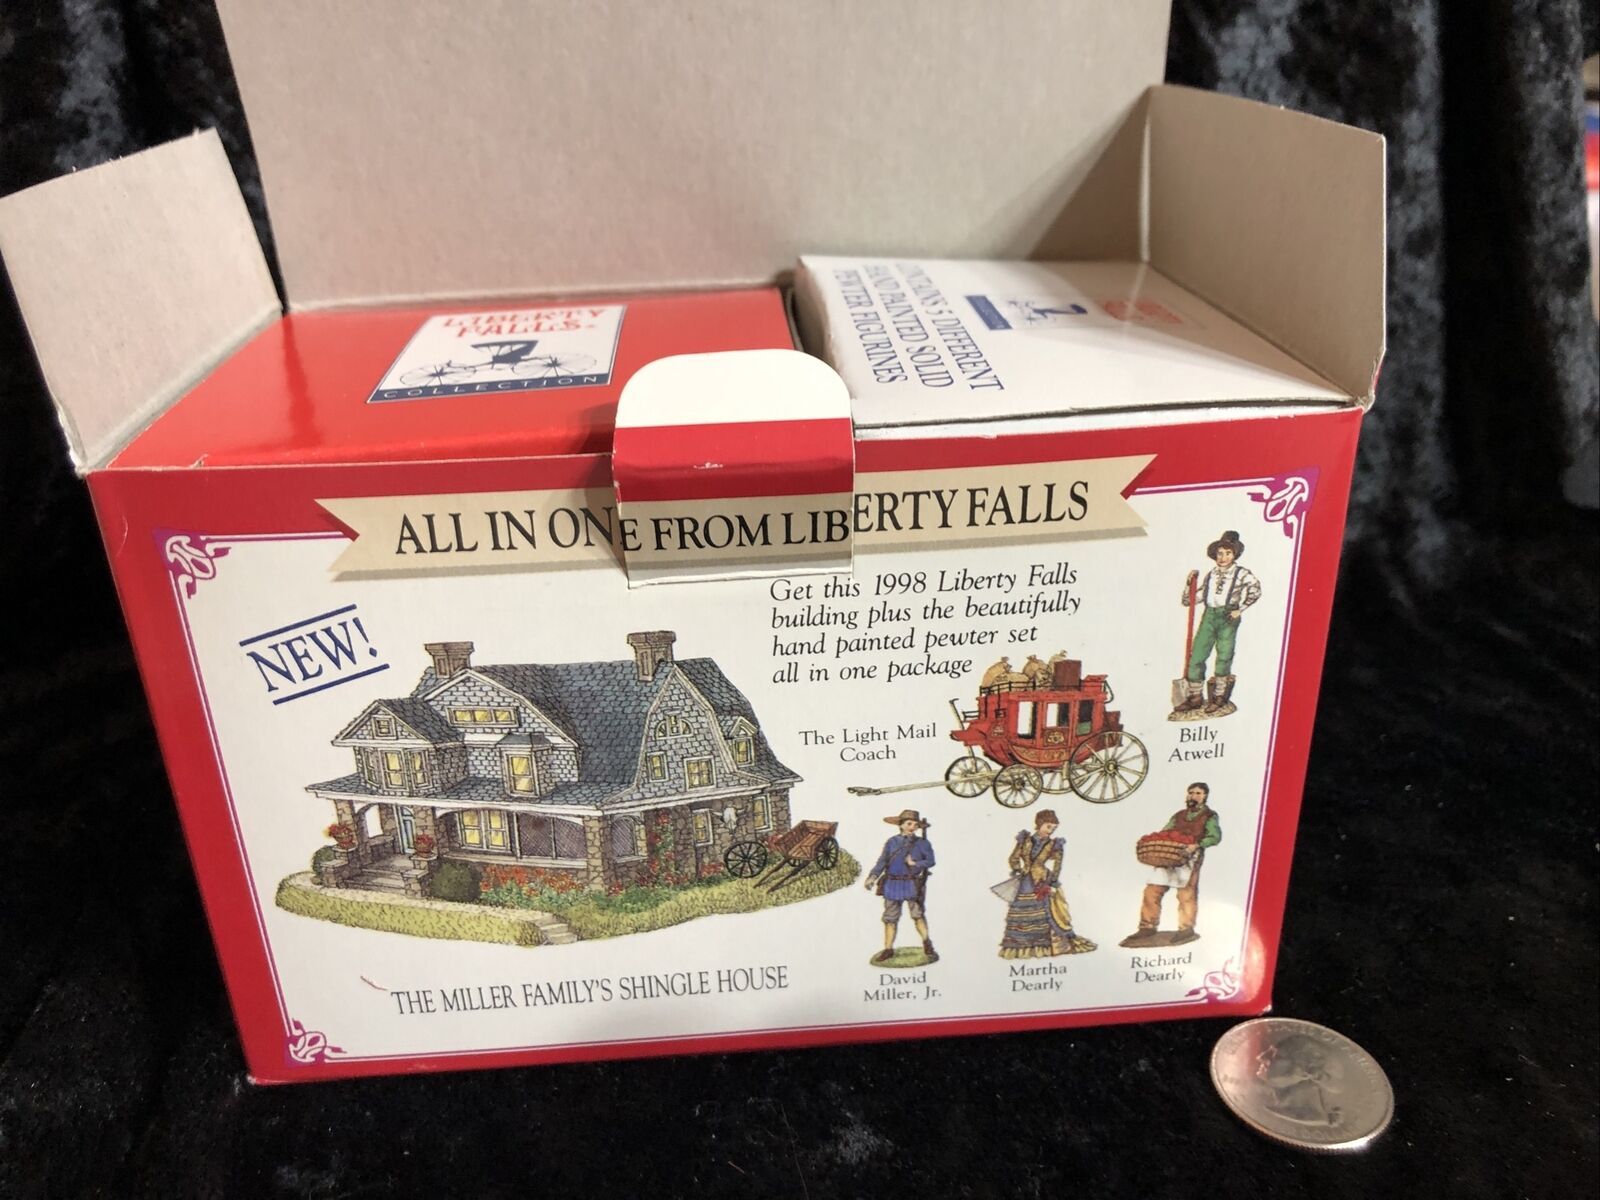 LIBERTY
FALLS®
COLLECTION
CONTAINS 5 DIFFERENT
HAND PAINTED SOLID
PEWTER FIGURINES
ALL IN ONE FROM LIBERTY FALLS
NEW!
Get this 1998 Liberty Falls
building plus the beautifully
hand painted pewter set
all in one package
The Light Mail
Coach
Billy
Atwell
David
Miller, Jr.
Martha
Dearly
Richard
Dearly
THE MILLER FAMILY'S SHINGLE HOUSE